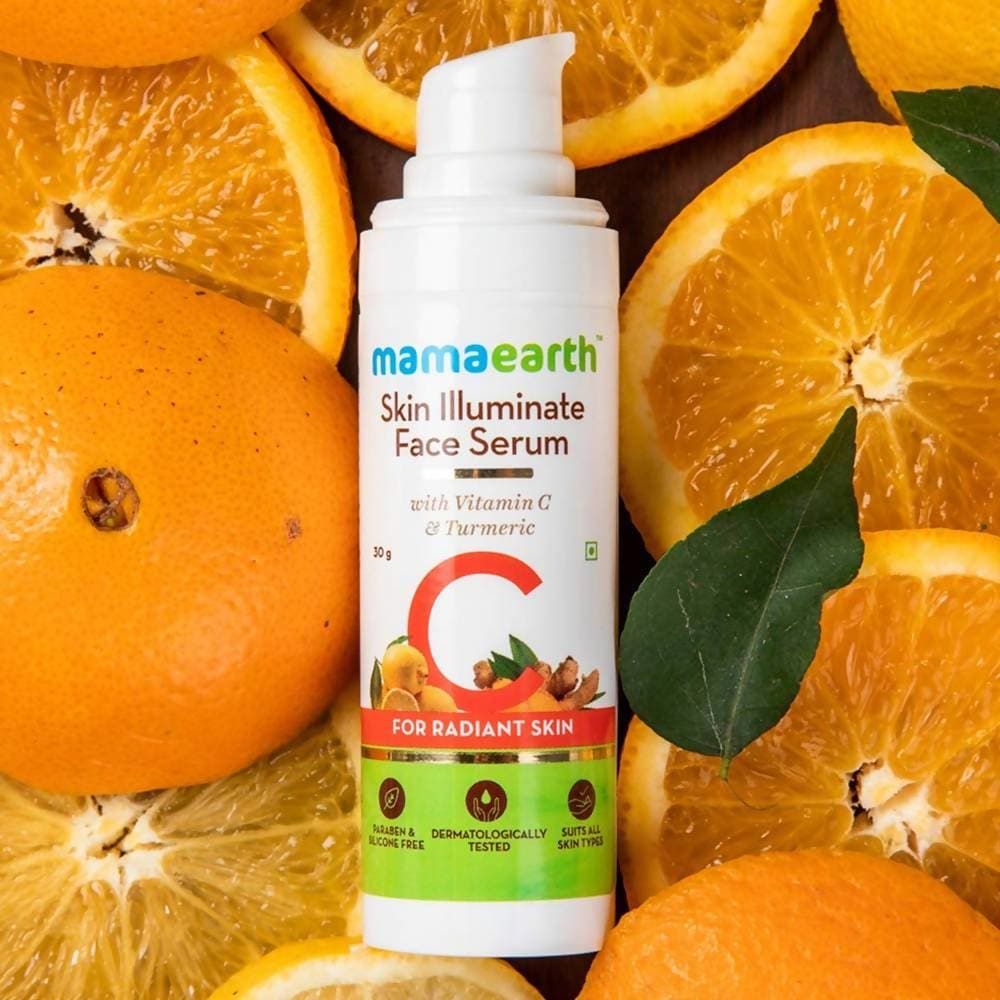 mamaearth™
Skin Illuminate
Face Serum
with Vitamin C
& Turmeric
30 g
C
FOR RADIANT SKIN
PARABEN &
SILICONE FREE
DERMATOLOGICALLY
TESTED
SUITS ALL
SKIN TYPES